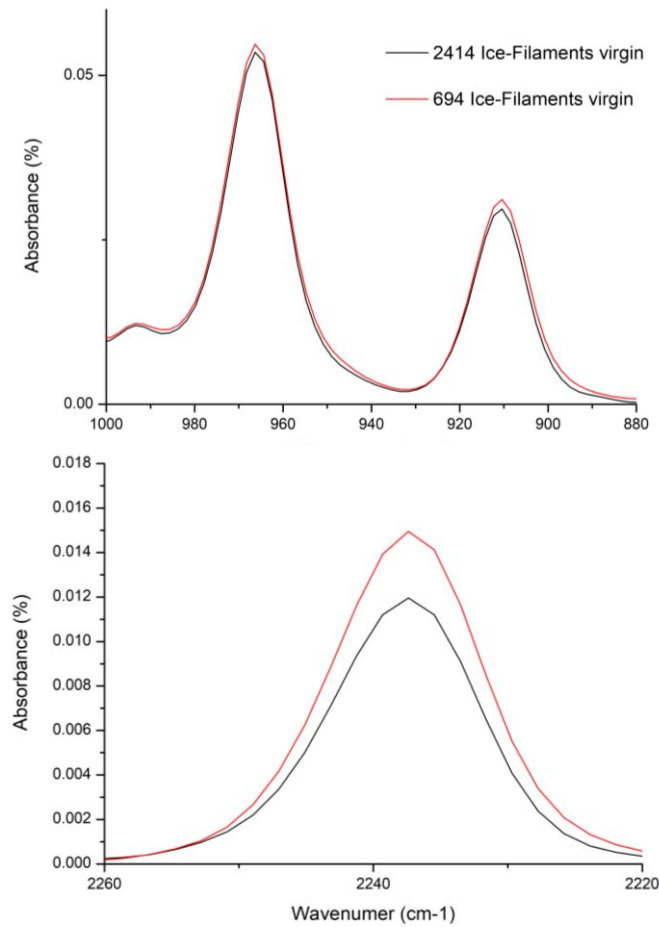 2414 Ice-Filaments virgin
694 Ice-Filaments virgin
Absorbance (%)
0.05
0.00
1000 980 960 940 920 900 880
Absorbance (%)
0.018
0.016
0.014
0.012
0.010
0.008
0.006
0.004
0.002
0.000
2260 2240 2220
Wavenumer (cm-1)